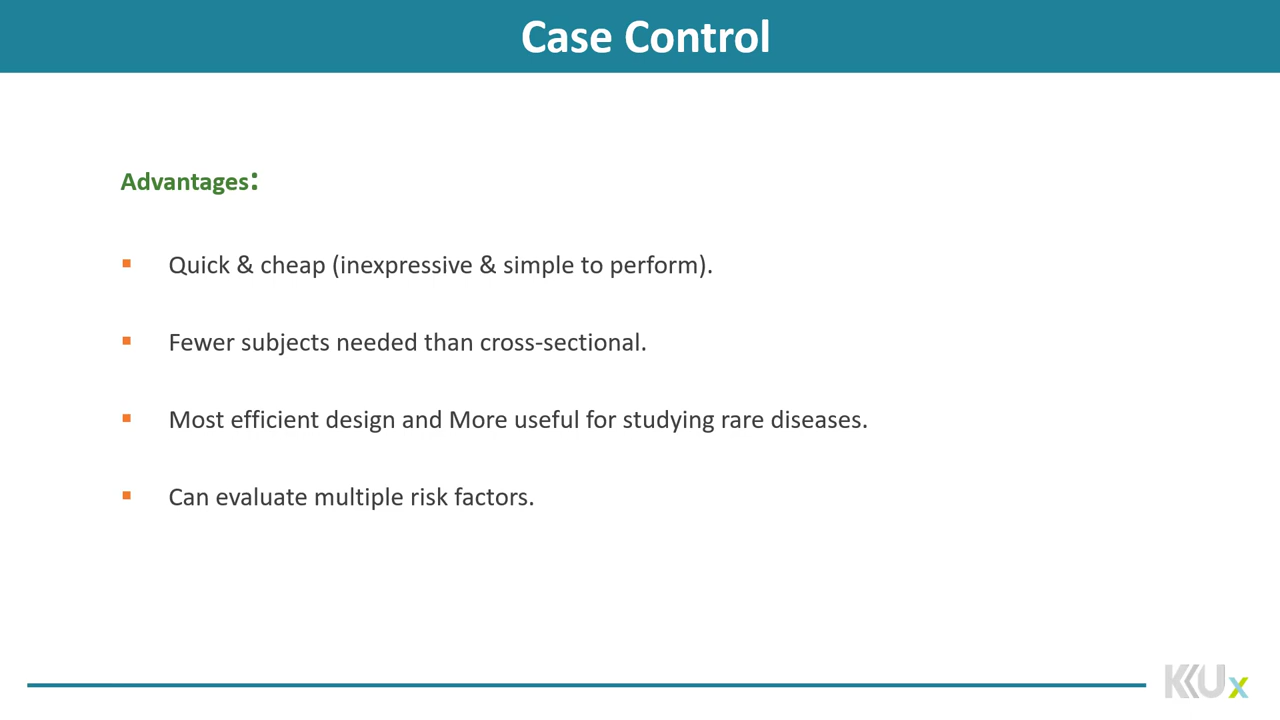 Case Control
Advantages:
▪ Quick & cheap (inexpressive & simple to perform).
▪ Fewer subjects needed than cross-sectional.
▪ Most efficient design and More useful for studying rare diseases.
▪ Can evaluate multiple risk factors.
KKUx